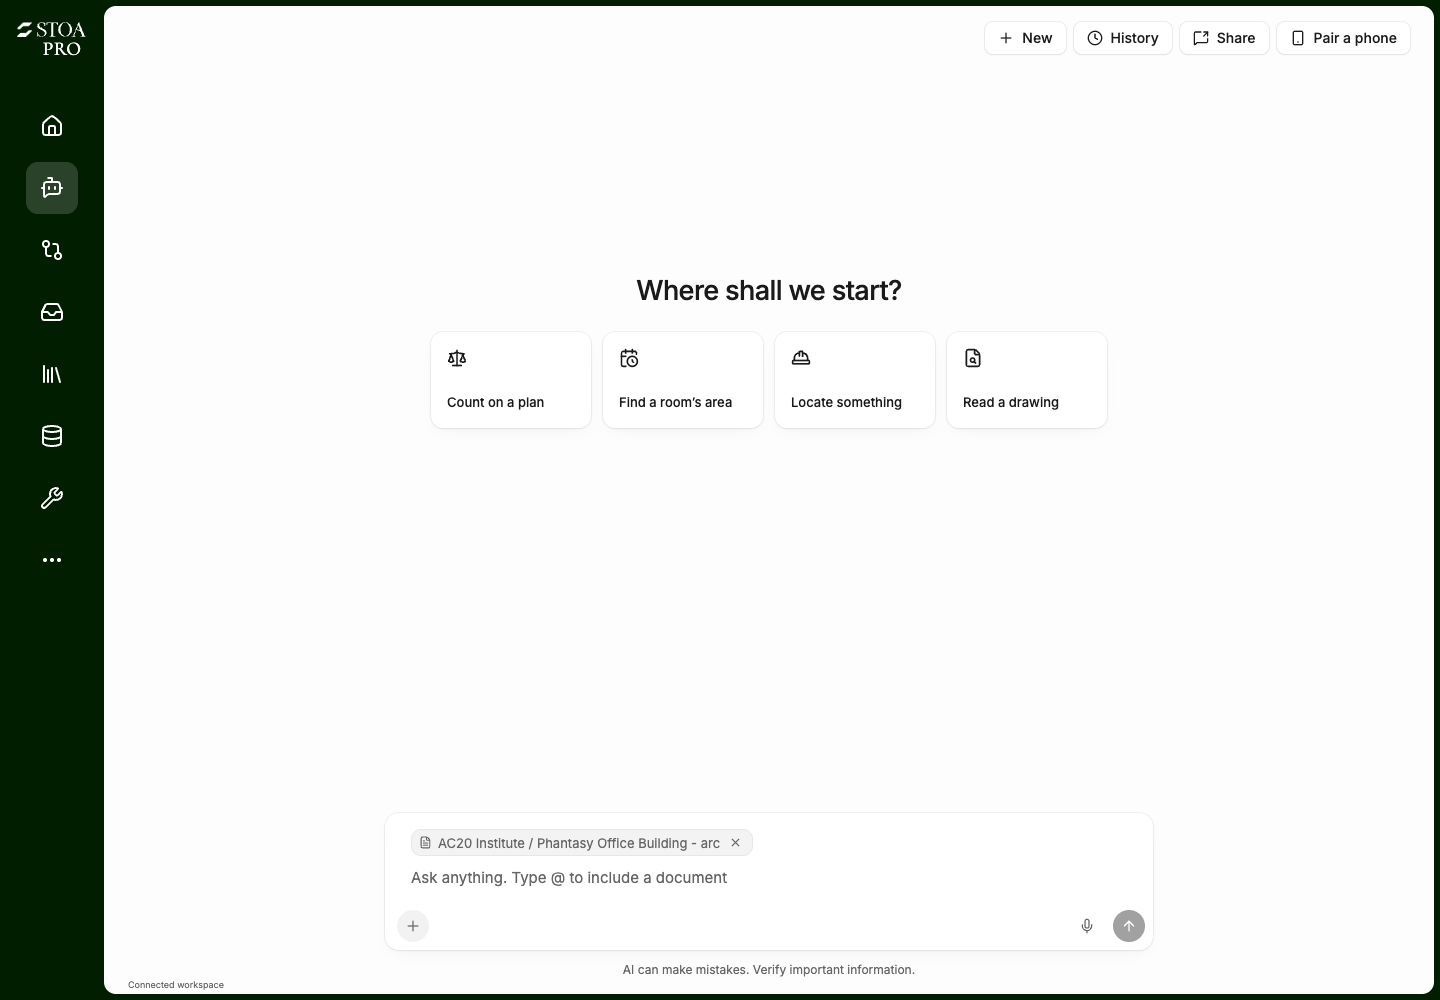 STOA
PRO
New
History
Share
Pair a phone
Where shall we start?
Count on a plan
Find a room’s area
Locate something
Read a drawing
AC20 Institute / Phantasy Office Building - arc
Ask anything. Type @ to include a document
AI can make mistakes. Verify important information.
Connected workspace